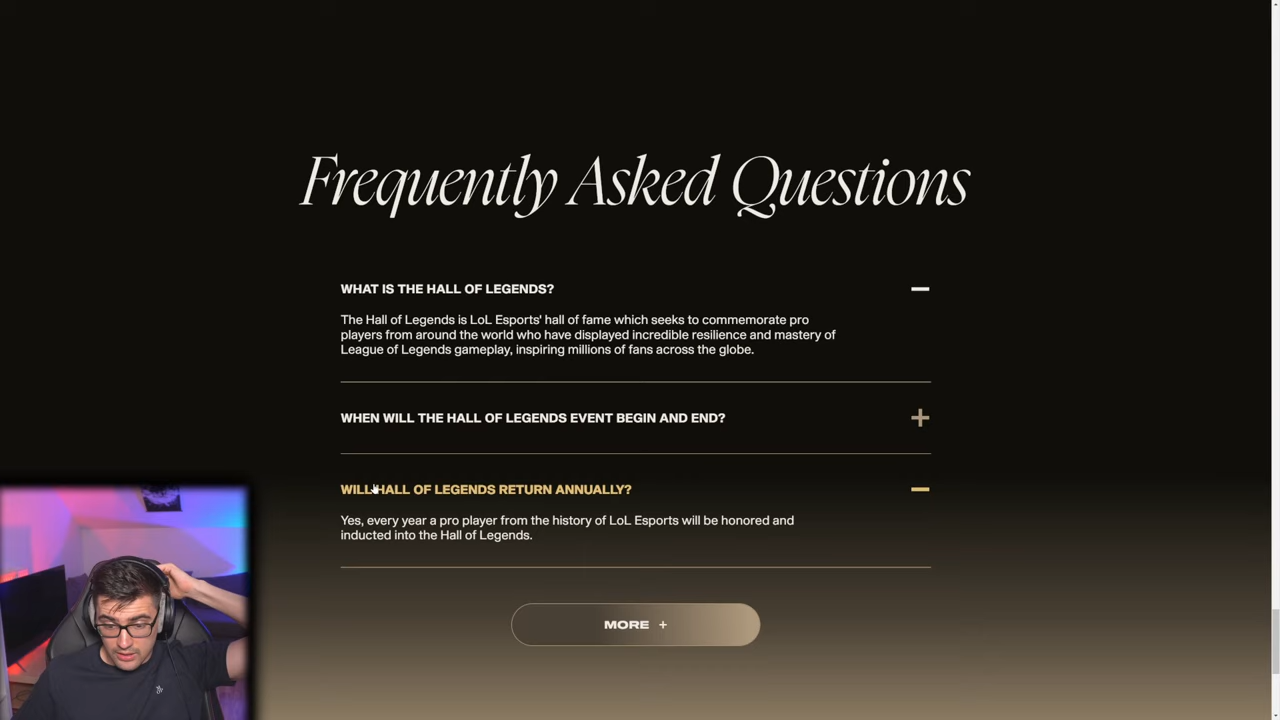 Frequently Asked Questions
WHAT IS THE HALL OF LEGENDS?
The Hall of Legends is LoL Esports' hall of fame which seeks to commemorate pro
players from around the world who have displayed incredible resilience and mastery of
League of Legends gameplay, inspiring millions of fans across the globe.
WHEN WILL THE HALL OF LEGENDS EVENT BEGIN AND END?
WILL HALL OF LEGENDS RETURN ANNUALLY?
Yes, every year a pro player from the history of LoL Esports will be honored and
inducted into the Hall of Legends.
MORE +